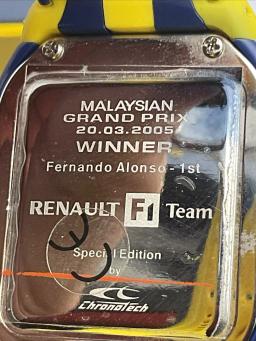 MALAYSIAN
GRAND PRIX
20.03.2005
WINNER
Fernando Alonso - 1st
RENAULT F1 Team
Special Edition
by
ChronoTech